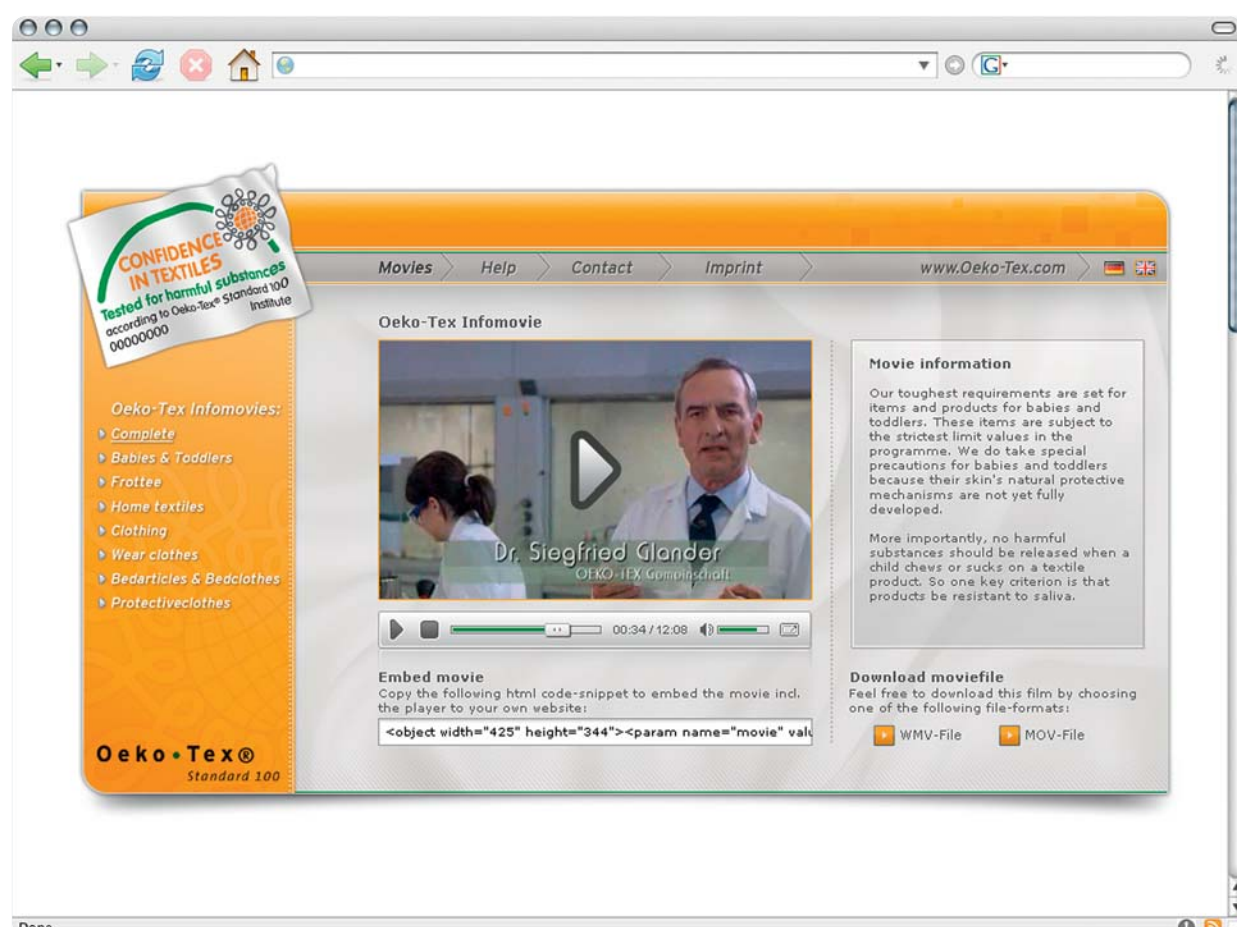 CONFIDENCE
IN TEXTILES
Tested for harmful substances
according to Oeko-Tex® Standard 100
Institute
00000000
Movies
Help
Contact
Imprint
www.Oeko-Tex.com
Oeko-Tex Infomovies:
Complete
Babies & Toddlers
Frottee
Home textiles
Clothing
Wear clothes
Bedarticles & Bedclothes
Protectiveclothes
Oeko•Tex®
Standard 100
Oeko-Tex Infomovie
Dr. Siegfried Glander
OEKO-TEX Gemeinschaft
00:34/12:08
Embed movie
Copy the following html code-snippet to embed the movie incl.
the player to your own website:
<object width="425" height="344"><param name="movie" valu
Movie information
Our toughest requirements are set for
items and products for babies and
toddlers. These items are subject to
the strictest limit values in the
programme. We do take special
precautions for babies and toddlers
because their skin's natural protective
mechanisms are not yet fully
developed.
More importantly, no harmful
substances should be released when a
child chews or sucks on a textile
product. So one key criterion is that
products be resistant to saliva.
Download moviefile
Feel free to download this film by choosing
one of the following file-formats:
WMV-File
MOV-File